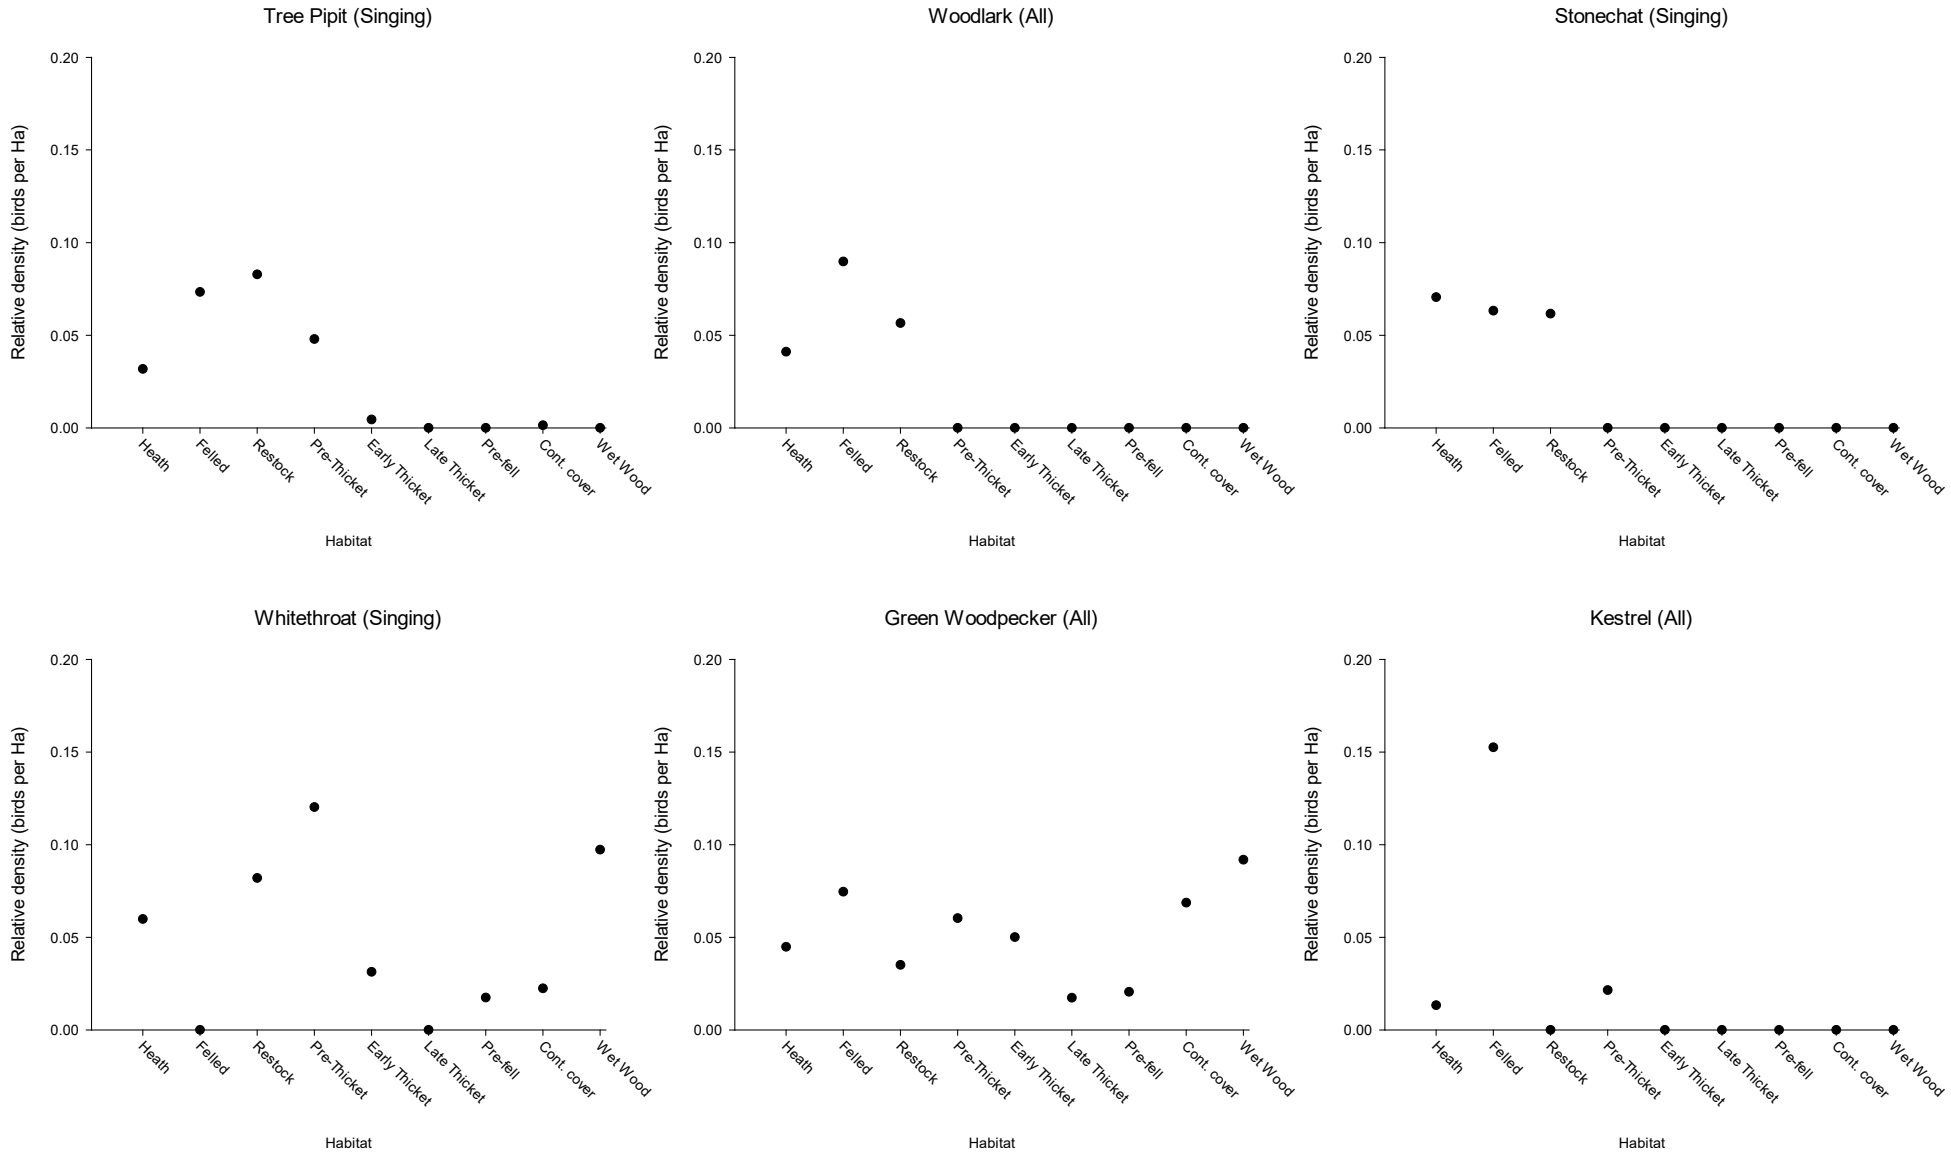 Tree Pipit (Singing)
Relative density (birds per Ha)
0.20
0.15
0.10
0.05
0.00
Heath
Felled
Restock
Pre-Thicket
Early Thicket
Late Thicket
Pre-fell
Cont. cover
Wet Wood
Habitat
Woodlark (All)
Relative density (birds per Ha)
0.20
0.15
0.10
0.05
0.00
Heath
Felled
Restock
Pre-Thicket
Early Thicket
Late Thicket
Pre-fell
Cont. cover
Wet Wood
Habitat
Stonechat (Singing)
Relative density (birds per Ha)
0.20
0.15
0.10
0.05
0.00
Heath
Felled
Restock
Pre-Thicket
Early Thicket
Late Thicket
Pre-fell
Cont. cover
Wet Wood
Habitat
Whitethroat (Singing)
Relative density (birds per Ha)
0.20
0.15
0.10
0.05
0.00
Heath
Felled
Restock
Pre-Thicket
Early Thicket
Late Thicket
Pre-fell
Cont. cover
Wet Wood
Habitat
Green Woodpecker (All)
Relative density (birds per Ha)
0.20
0.15
0.10
0.05
0.00
Heath
Felled
Restock
Pre-Thicket
Early Thicket
Late Thicket
Pre-fell
Cont. cover
Wet Wood
Habitat
Kestrel (All)
Relative density (birds per Ha)
0.20
0.15
0.10
0.05
0.00
Heath
Felled
Restock
Pre-Thicket
Early Thicket
Late Thicket
Pre-fell
Cont. cover
Wet Wood
Habitat